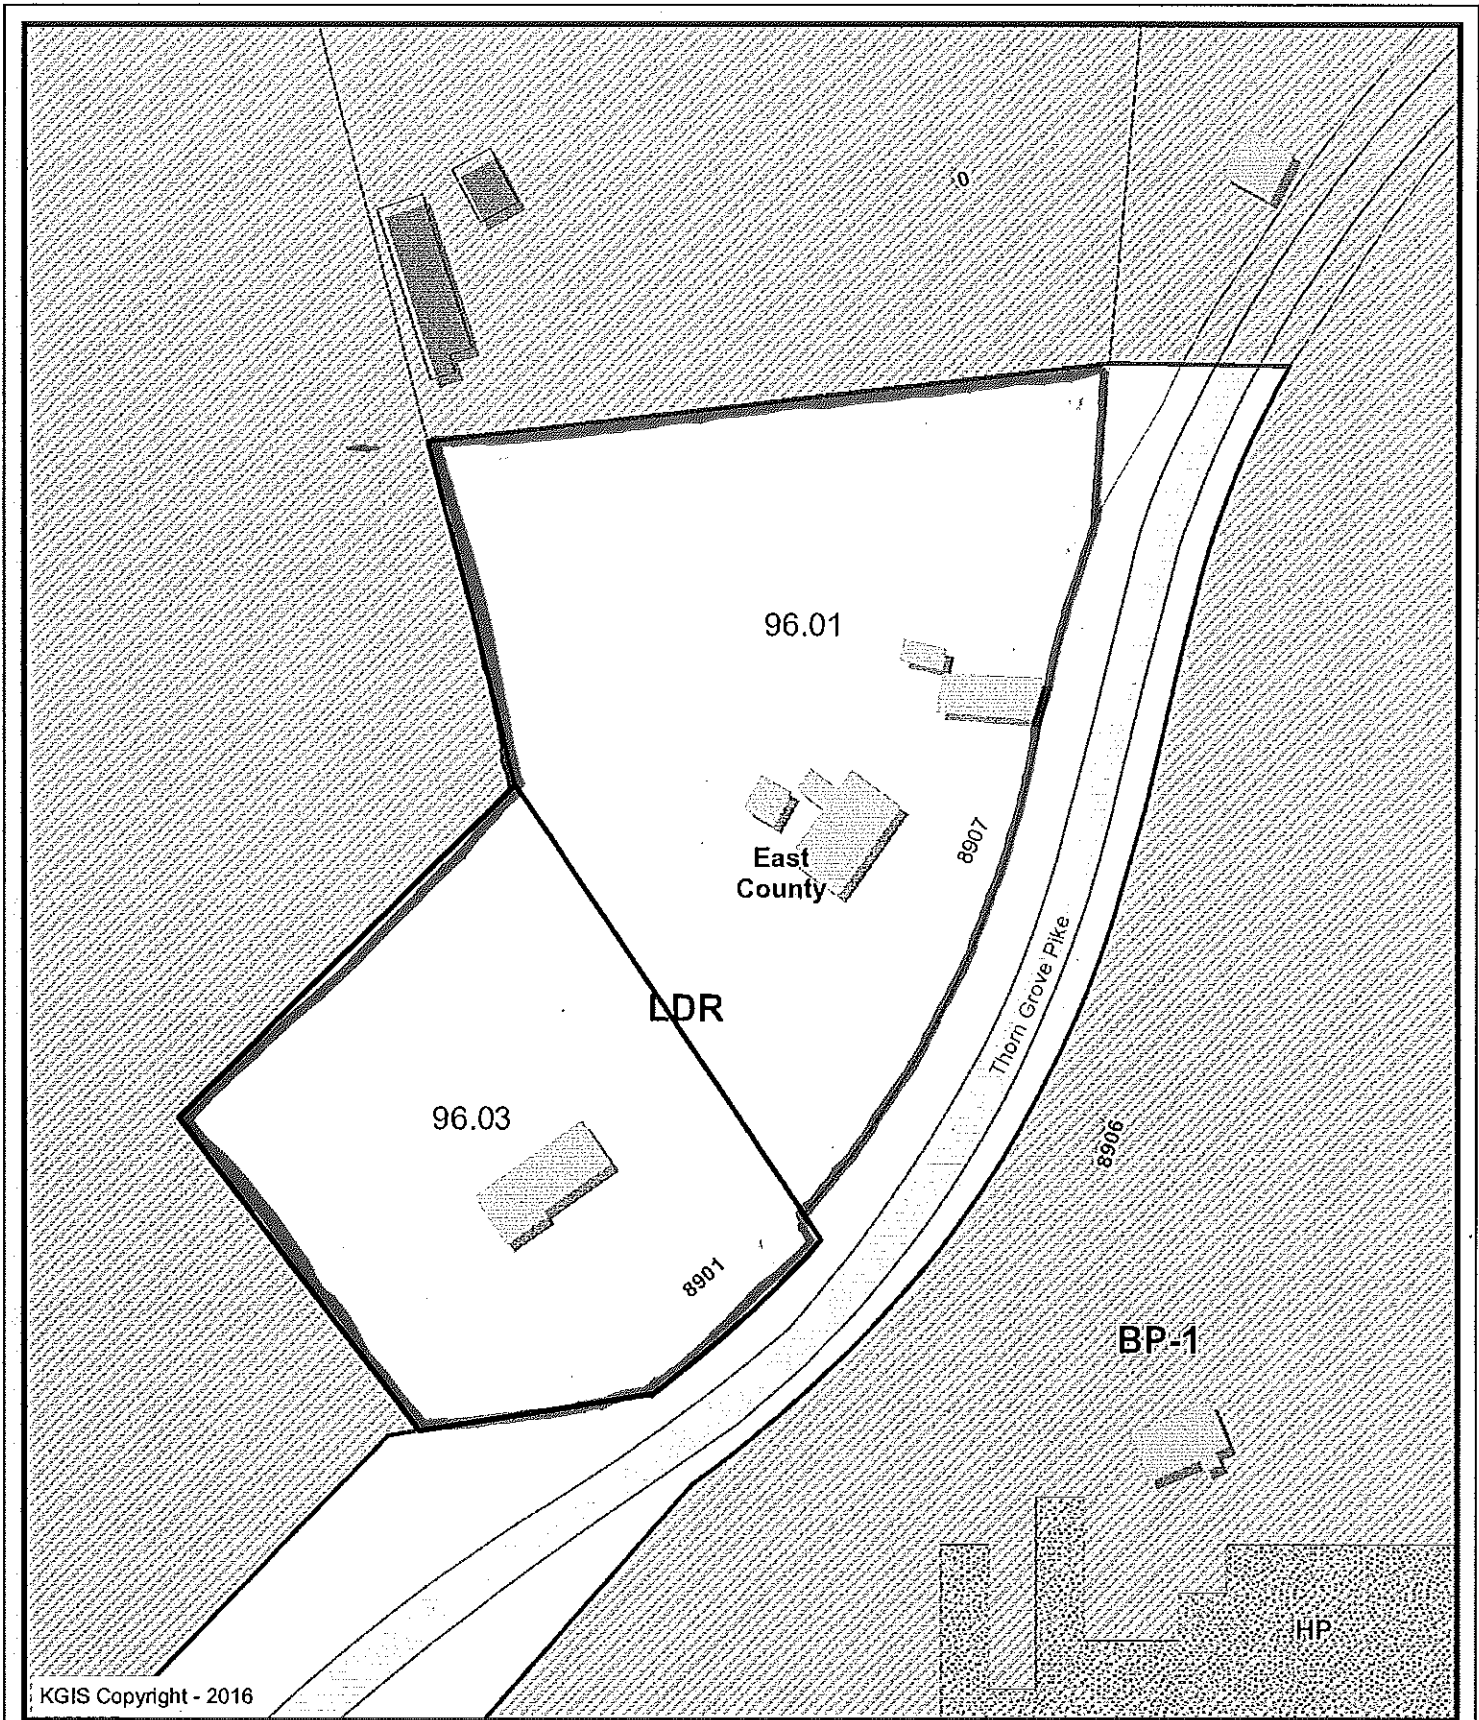 0
96.01
8907
East
County
Thorn Grove Pike
LDR
96.03
8906
8901
BP-1
HP
KGIS Copyright - 2016